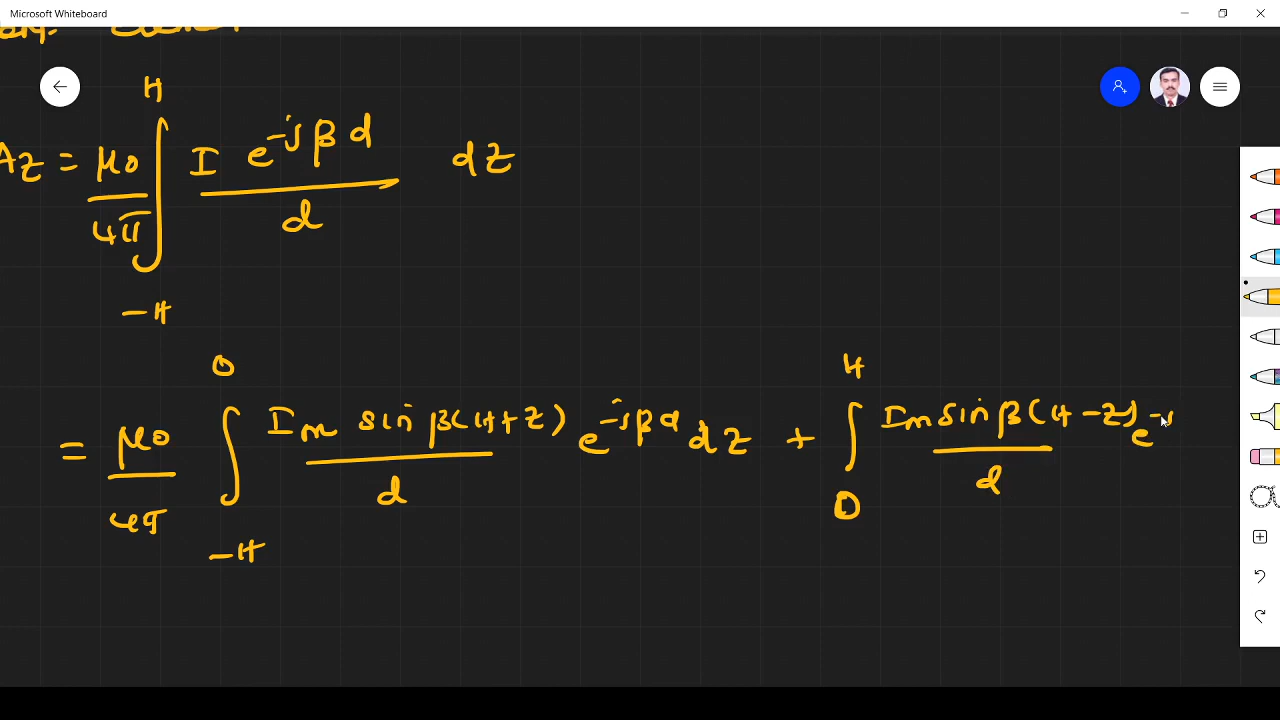 Microsoft Whiteboard
H
Az = μ0 I e^-jβd dz
4π d
-H
0 H
= μ0 Im sin β(H+z) e^-jβd dz + Im sin β(H-z) e^-j
4π d d
-H 0